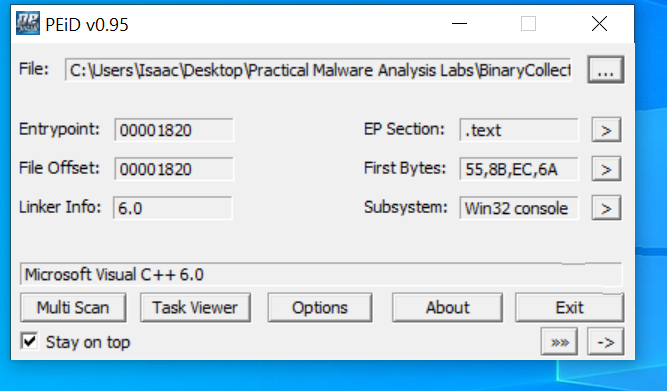 PEiD v0.95
File: C:\Users\Isaac\Desktop\Practical Malware Analysis Labs\BinaryCollect ...
Entrypoint: 00001820 EP Section: .text >
File Offset: 00001820 First Bytes: 55,8B,EC,6A >
Linker Info: 6.0 Subsystem: Win32 console >
Microsoft Visual C++ 6.0
Multi Scan Task Viewer Options About Exit
Stay on top »» ->